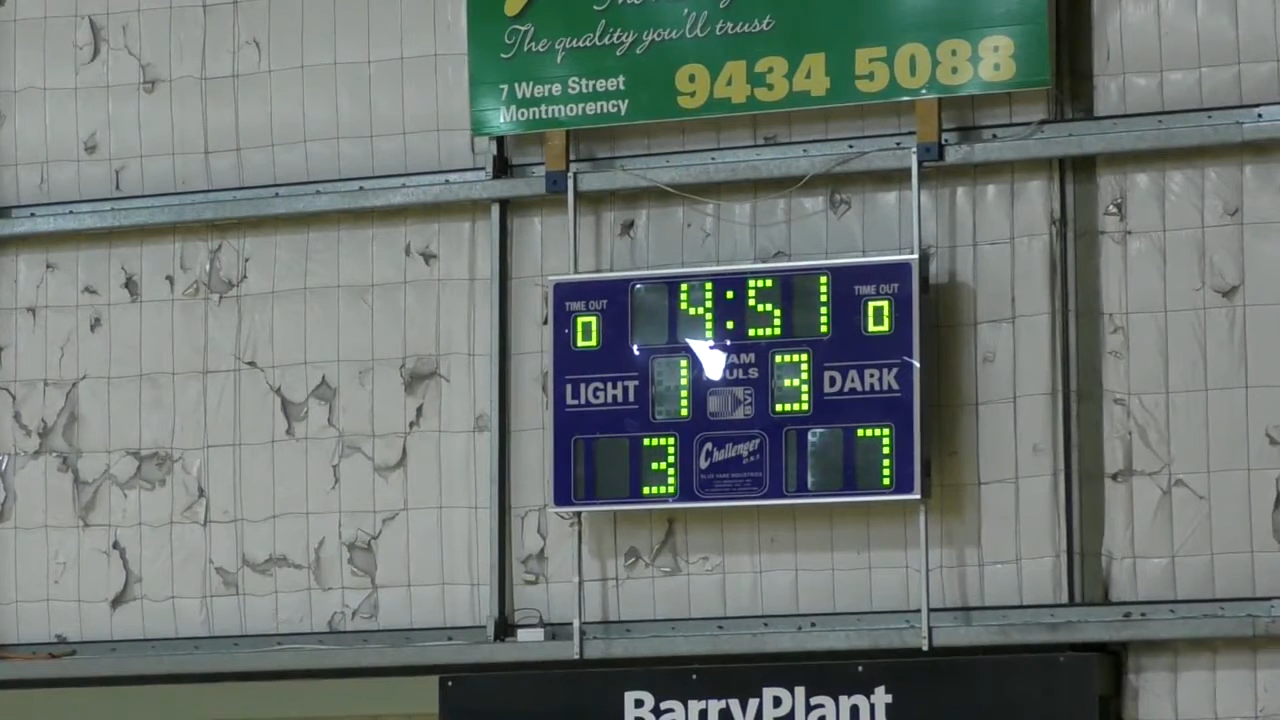 The quality you'll trust
7 Were Street
Montmorency
9434 5088
TIME OUT
0
4:51
TIME OUT
0
LIGHT
1
3
DARK
BVI
3
Challenger
7
BarryPlant